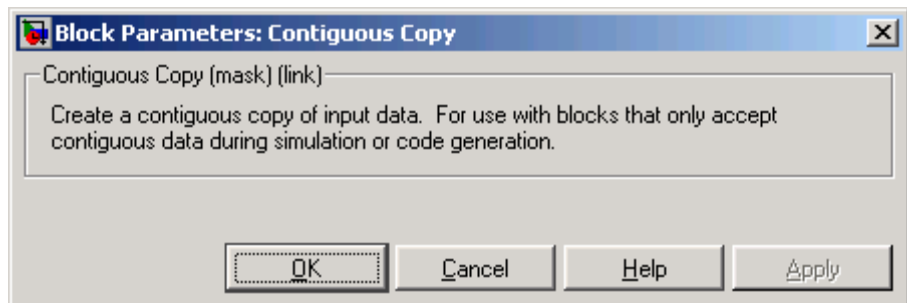 Block Parameters: Contiguous Copy
Contiguous Copy (mask) (link)
Create a contiguous copy of input data.  For use with blocks that only accept
contiguous data during simulation or code generation.
OK
Cancel
Help
Apply